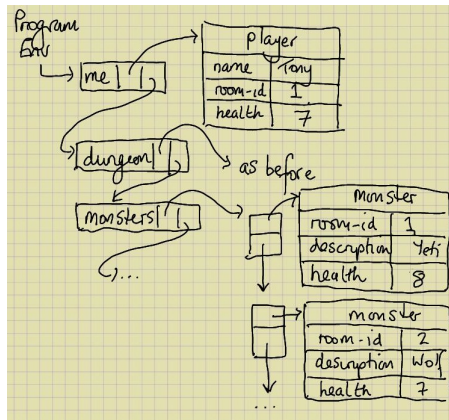 Program
Env
me
player
name Tony
room-id 1
health 7
dungeon
as before
monsters
...
monster
room-id 1
description Yeti
health 8
monster
room-id 2
description Wolf
health 7
...